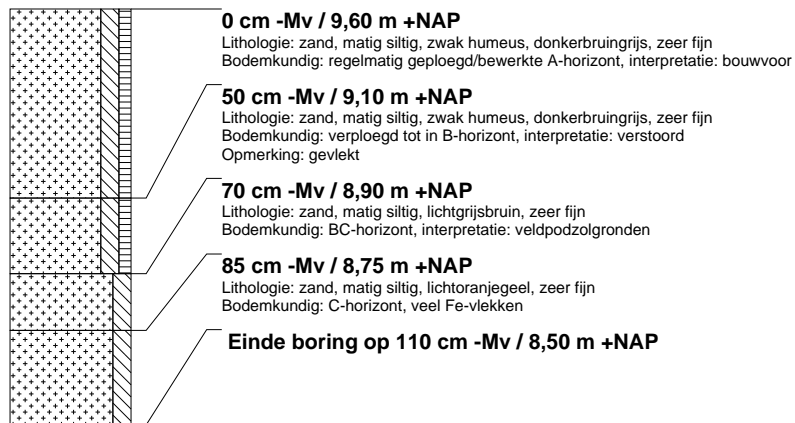 0 cm -Mv / 9,60 m +NAP
Lithologie: zand, matig siltig, zwak humeus, donkerbruingrijs, zeer fijn
Bodemkundig: regelmatig geploegd/bewerkte A-horizont, interpretatie: bouwvoor
50 cm -Mv / 9,10 m +NAP
Lithologie: zand, matig siltig, zwak humeus, donkerbruingrijs, zeer fijn
Bodemkundig: verploegd tot in B-horizont, interpretatie: verstoord
Opmerking: gevlekt
70 cm -Mv / 8,90 m +NAP
Lithologie: zand, matig siltig, lichtgrijsbruin, zeer fijn
Bodemkundig: BC-horizont, interpretatie: veldpodzolgronden
85 cm -Mv / 8,75 m +NAP
Lithologie: zand, matig siltig, lichtoranjegeel, zeer fijn
Bodemkundig: C-horizont, veel Fe-vlekken
Einde boring op 110 cm -Mv / 8,50 m +NAP